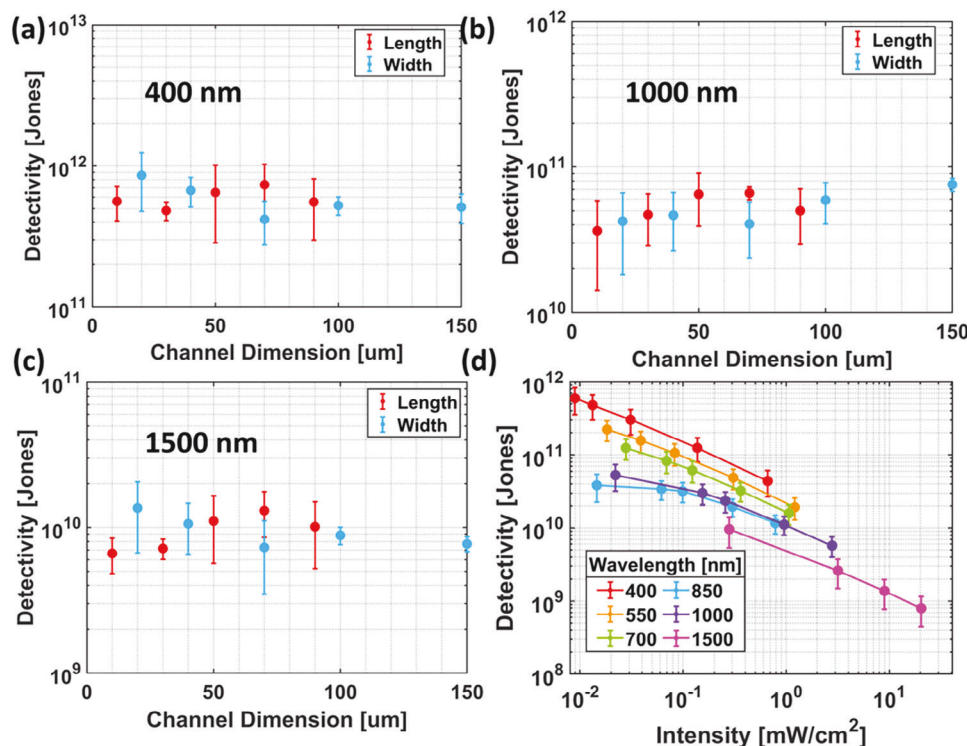 (a)
10^13
10^12
10^11
Detectivity [Jones]
400 nm
Length
Width
0
50
100
150
Channel Dimension [um]
(b)
10^12
10^11
10^10
Detectivity [Jones]
1000 nm
Length
Width
0
50
100
150
Channel Dimension [um]
(c)
10^11
10^10
10^9
Detectivity [Jones]
1500 nm
Length
Width
0
50
100
150
Channel Dimension [um]
(d)
10^12
10^11
10^10
10^9
10^8
Detectivity [Jones]
Wavelength [nm]
400 850
550 1000
700 1500
10^-2 10^-1 10^0 10^1
Intensity [mW/cm^2]